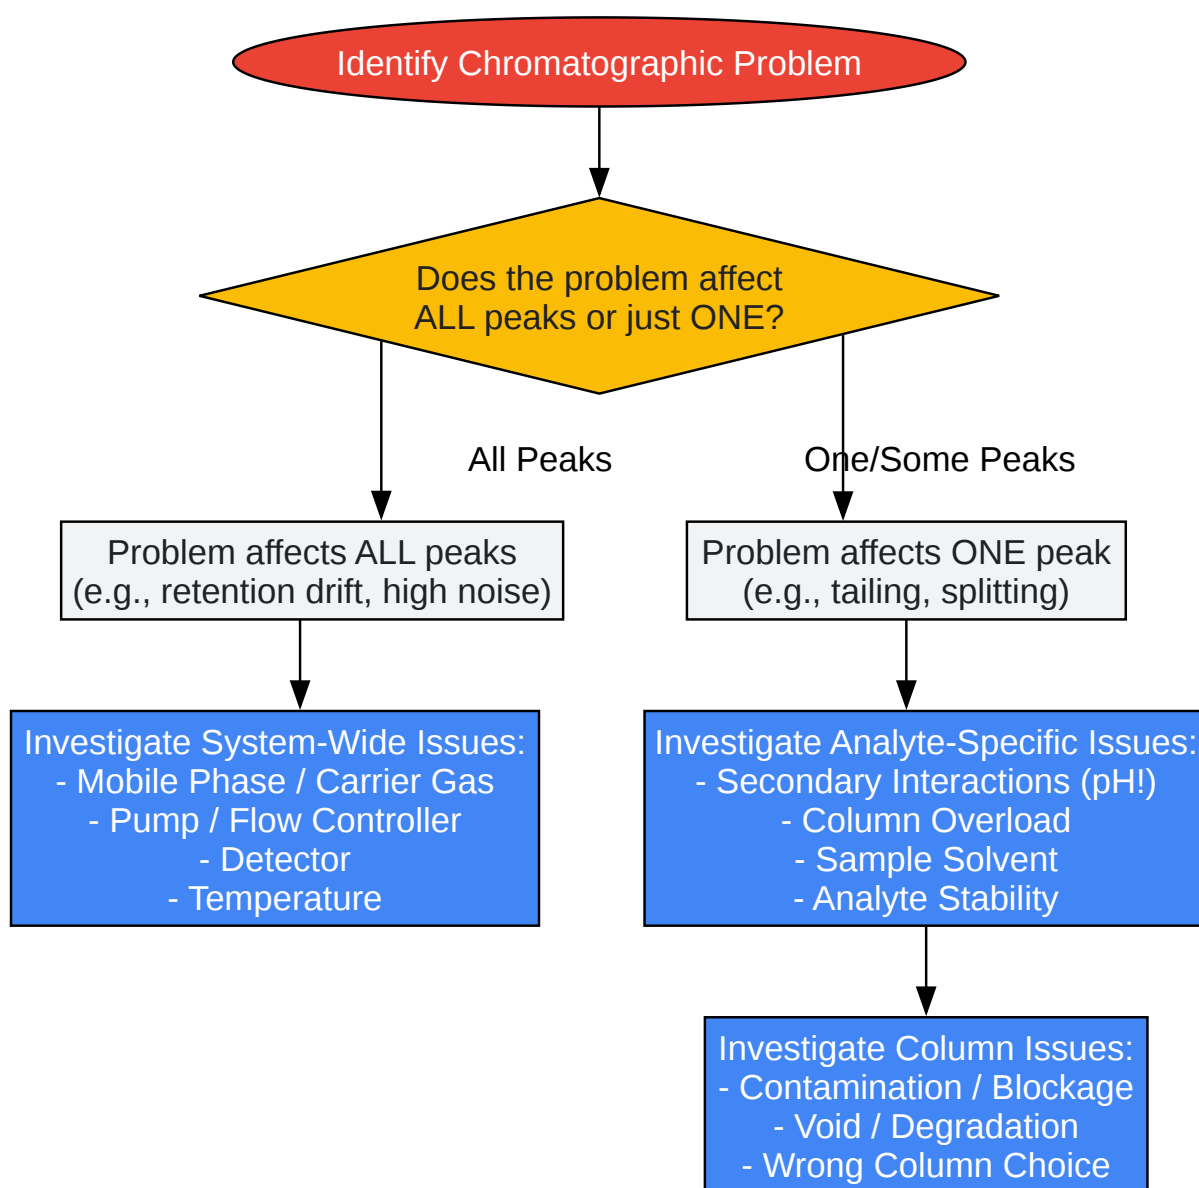 Identify Chromatographic Problem
Does the problem affect
ALL peaks or just ONE?
All Peaks
One/Some Peaks
Problem affects ALL peaks
(e.g., retention drift, high noise)
Problem affects ONE peak
(e.g., tailing, splitting)
Investigate System-Wide Issues:
- Mobile Phase / Carrier Gas
- Pump / Flow Controller
- Detector
- Temperature
Investigate Analyte-Specific Issues:
- Secondary Interactions (pH!)
- Column Overload
- Sample Solvent
- Analyte Stability
Investigate Column Issues:
- Contamination / Blockage
- Void / Degradation
- Wrong Column Choice